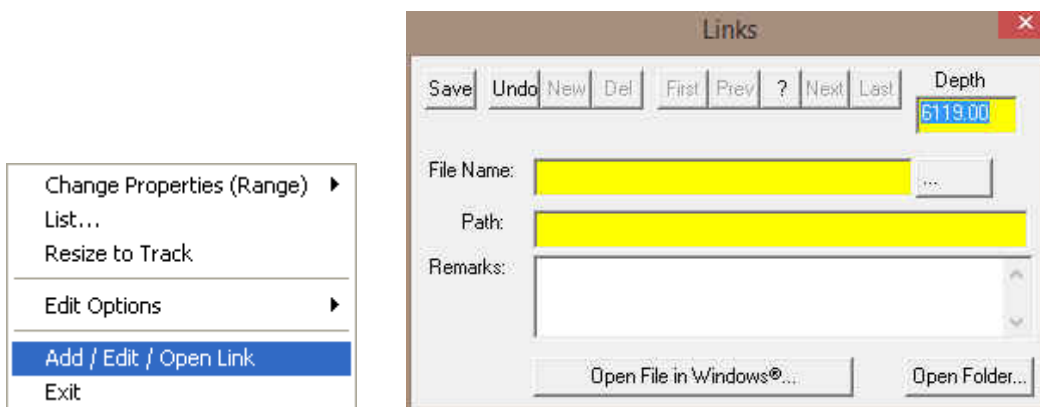 Change Properties (Range)
List...
Resize to Track
Edit Options
Add / Edit / Open Link
Exit
Links
Save Undo New Del First Prev ? Next Last Depth
6119.00
File Name: ...
Path:
Remarks:
Open File in Windows®... Open Folder...